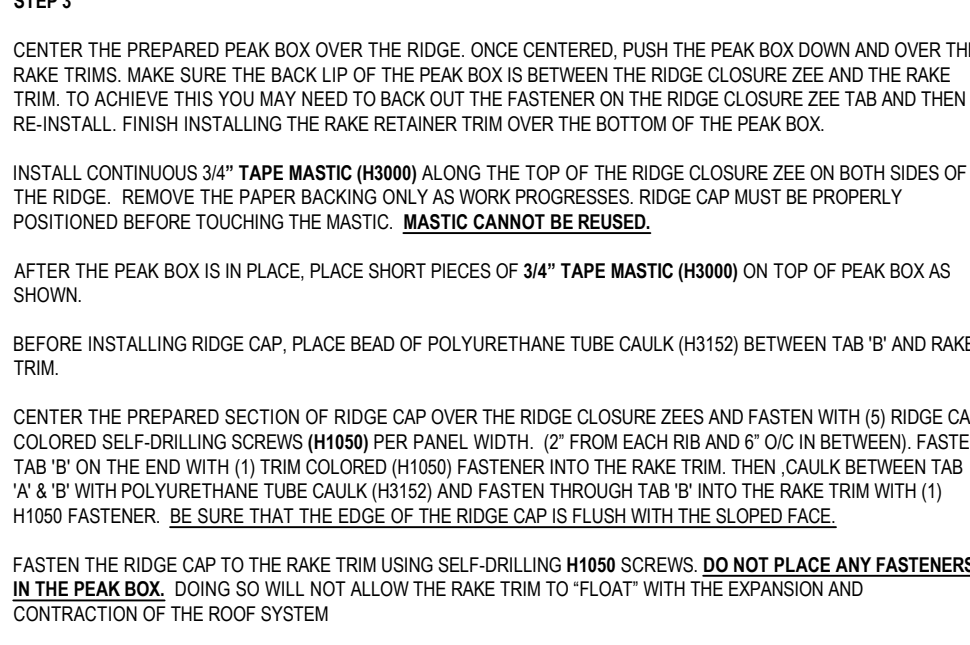 STEP 3
CENTER THE PREPARED PEAK BOX OVER THE RIDGE. ONCE CENTERED, PUSH THE PEAK BOX DOWN AND OVER THE
RAKE TRIMS. MAKE SURE THE BACK LIP OF THE PEAK BOX IS BETWEEN THE RIDGE CLOSURE ZEE AND THE RAKE
TRIM. TO ACHIEVE THIS YOU MAY NEED TO BACK OUT THE FASTENER ON THE RIDGE CLOSURE ZEE TAB AND THEN
RE-INSTALL. FINISH INSTALLING THE RAKE RETAINER TRIM OVER THE BOTTOM OF THE PEAK BOX.
INSTALL CONTINUOUS 3/4” TAPE MASTIC (H3000) ALONG THE TOP OF THE RIDGE CLOSURE ZEE ON BOTH SIDES OF
THE RIDGE. REMOVE THE PAPER BACKING ONLY AS WORK PROGRESSES. RIDGE CAP MUST BE PROPERLY
POSITIONED BEFORE TOUCHING THE MASTIC. MASTIC CANNOT BE REUSED.
AFTER THE PEAK BOX IS IN PLACE, PLACE SHORT PIECES OF 3/4” TAPE MASTIC (H3000) ON TOP OF PEAK BOX AS
SHOWN.
BEFORE INSTALLING RIDGE CAP, PLACE BEAD OF POLYURETHANE TUBE CAULK (H3152) BETWEEN TAB 'B' AND RAKE
TRIM.
CENTER THE PREPARED SECTION OF RIDGE CAP OVER THE RIDGE CLOSURE ZEES AND FASTEN WITH (5) RIDGE CA
COLORED SELF-DRILLING SCREWS (H1050) PER PANEL WIDTH. (2” FROM EACH RIB AND 6” O/C IN BETWEEN). FASTE
TAB 'B' ON THE END WITH (1) TRIM COLORED (H1050) FASTENER INTO THE RAKE TRIM. THEN ,CAULK BETWEEN TAB
'A' & 'B' WITH POLYURETHANE TUBE CAULK (H3152) AND FASTEN THROUGH TAB 'B' INTO THE RAKE TRIM WITH (1)
H1050 FASTENER. BE SURE THAT THE EDGE OF THE RIDGE CAP IS FLUSH WITH THE SLOPED FACE.
FASTEN THE RIDGE CAP TO THE RAKE TRIM USING SELF-DRILLING H1050 SCREWS. DO NOT PLACE ANY FASTENERS
IN THE PEAK BOX. DOING SO WILL NOT ALLOW THE RAKE TRIM TO “FLOAT” WITH THE EXPANSION AND
CONTRACTION OF THE ROOF SYSTEM